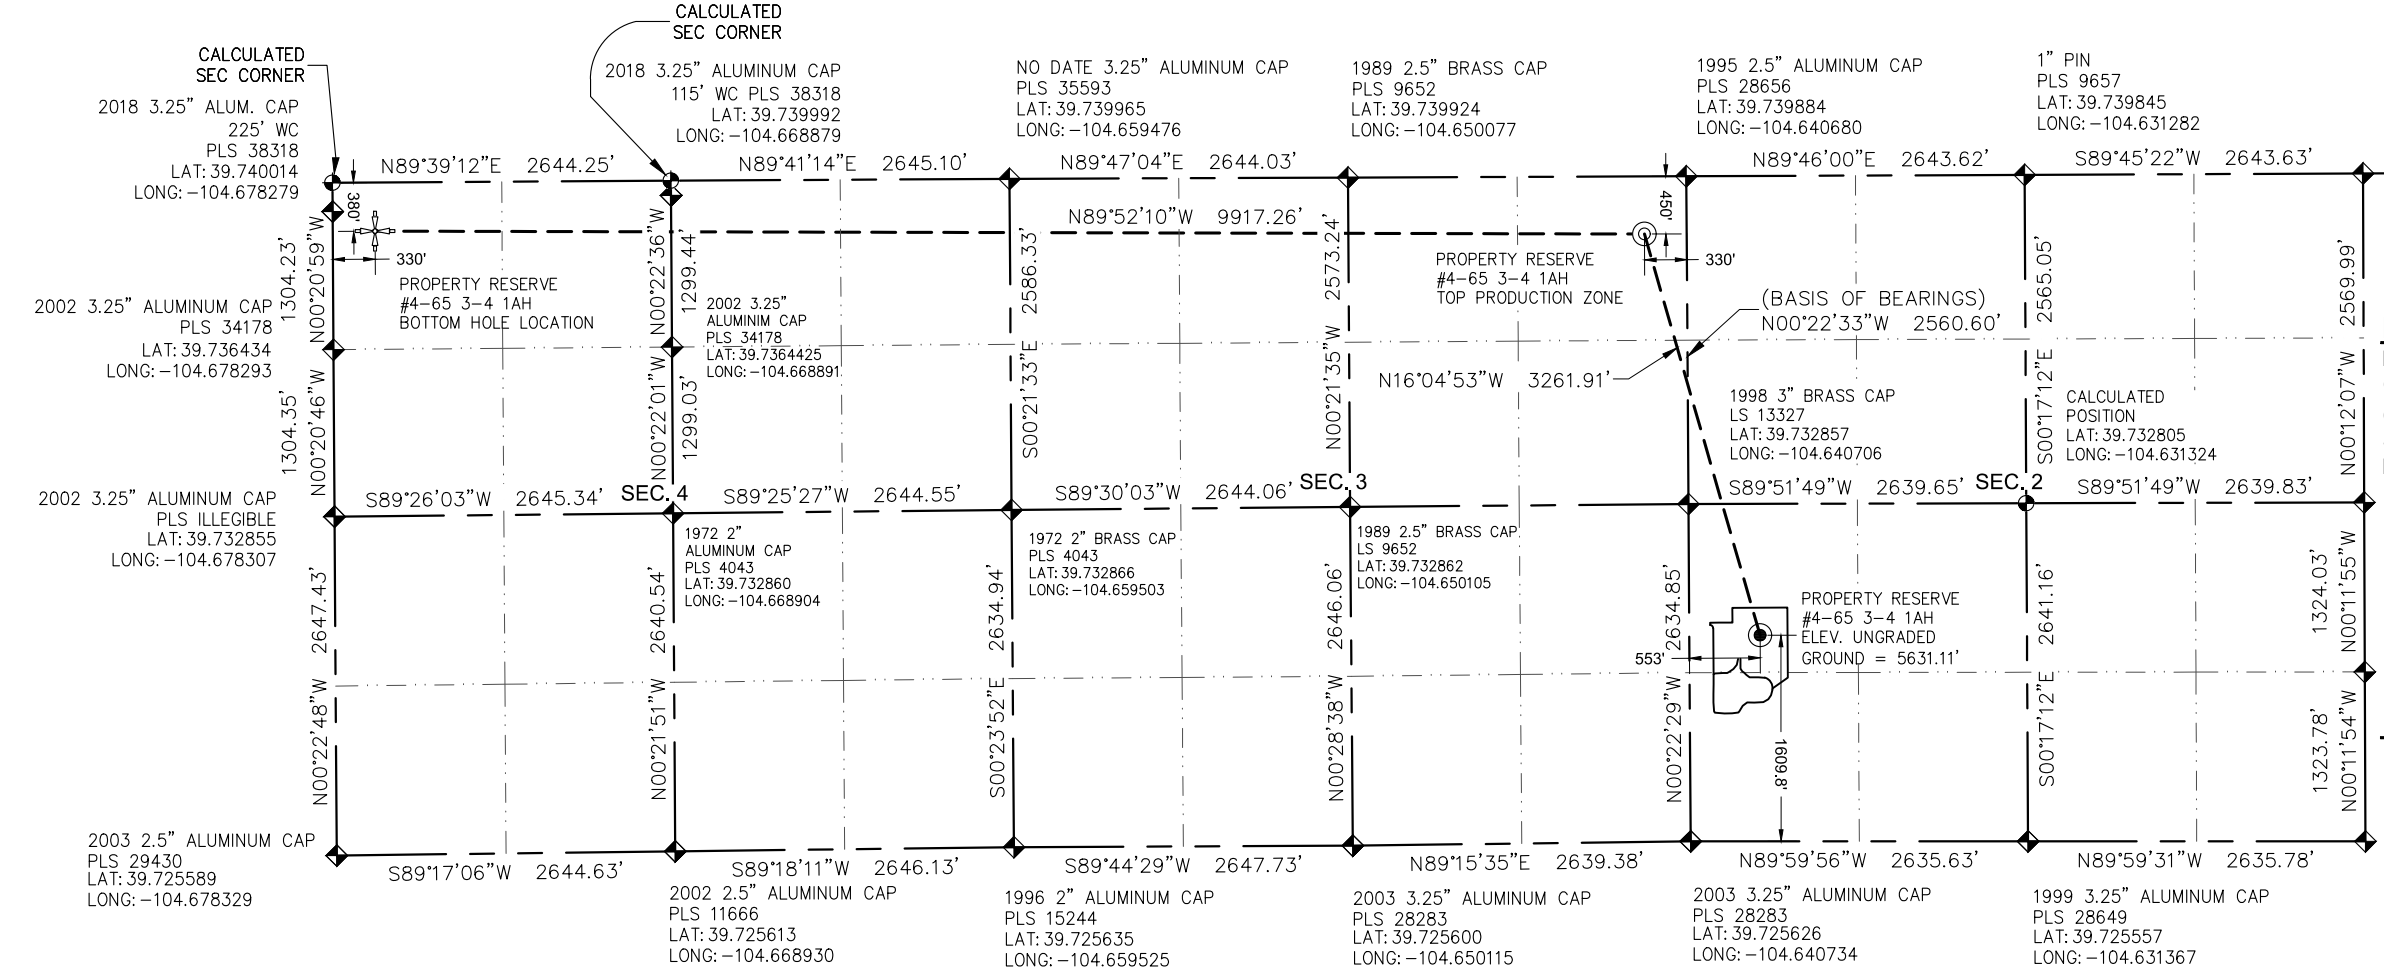 CALCULATED
SEC CORNER
CALCULATED
SEC CORNER
2018 3.25" ALUM. CAP
225' WC
PLS 38318
LAT: 39.740014
LONG: -104.678279
2018 3.25" ALUMINUM CAP
115' WC PLS 38318
LAT: 39.739992
LONG: -104.668879
NO DATE 3.25" ALUMINUM CAP
PLS 35593
LAT: 39.739965
LONG: -104.659476
1989 2.5" BRASS CAP
PLS 9652
LAT: 39.739924
LONG: -104.650077
1995 2.5" ALUMINUM CAP
PLS 28656
LAT: 39.739884
LONG: -104.640680
1" PIN
PLS 9657
LAT: 39.739845
LONG: -104.631282
N89°39'12"E 2644.25'
N89°41'14"E 2645.10'
N89°47'04"E 2644.03'
N89°46'00"E 2643.62'
S89°45'22"W 2643.63'
380'
330'
N89°52'10"W 9917.26'
450'
330'
PROPERTY RESERVE
#4-65 3-4 1AH
BOTTOM HOLE LOCATION
PROPERTY RESERVE
#4-65 3-4 1AH
TOP PRODUCTION ZONE
(BASIS OF BEARINGS)
N00°22'33"W 2560.60'
N16°04'53"W 3261.91'
1304.23'
N00°20'59"W
N00°22'36"W
1299.44'
2586.33'
S00°21'33"E
2573.24'
N00°21'35"W
2565.05'
S00°17'12"E
2569.99'
N00°12'07"W
2002 3.25" ALUMINUM CAP
PLS 34178
LAT: 39.736434
LONG: -104.678293
2002 3.25"
ALUMINIM CAP
PLS 34178
LAT: 39.7364425
LONG: -104.668891
1304.35'
N00°20'46"W
N00°22'01"W
1299.03'
1998 3" BRASS CAP
LS 13327
LAT: 39.732857
LONG: -104.640706
CALCULATED
POSITION
LAT: 39.732805
LONG: -104.631324
S89°26'03"W 2645.34'
SEC. 4
S89°25'27"W 2644.55'
S89°30'03"W 2644.06'
SEC. 3
S89°51'49"W 2639.65'
SEC. 2
S89°51'49"W 2639.83'
2002 3.25" ALUMINUM CAP
PLS ILLEGIBLE
LAT: 39.732855
LONG: -104.678307
1972 2"
ALUMINUM CAP
PLS 4043
LAT: 39.732860
LONG: -104.668904
1972 2" BRASS CAP
PLS 4043
LAT: 39.732866
LONG: -104.659503
1989 2.5" BRASS CAP
LS 9652
LAT: 39.732862
LONG: -104.650105
2647.43'
N00°22'48"W
2640.54'
N00°21'51"W
2634.94'
S00°23'52"E
2646.06'
N00°28'38"W
2634.85'
N00°22'29"W
2641.16'
S00°17'12"E
1324.03'
N00°11'55"W
1323.78'
N00°11'54"W
PROPERTY RESERVE
#4-65 3-4 1AH
ELEV. UNGRADED
GROUND = 5631.11'
553'
1609.8'
S89°17'06"W 2644.63'
S89°18'11"W 2646.13'
S89°44'29"W 2647.73'
N89°15'35"E 2639.38'
N89°59'56"W 2635.63'
N89°59'31"W 2635.78'
2003 2.5" ALUMINUM CAP
PLS 29430
LAT: 39.725589
LONG: -104.678329
2002 2.5" ALUMINUM CAP
PLS 11666
LAT: 39.725613
LONG: -104.668930
1996 2" ALUMINUM CAP
PLS 15244
LAT: 39.725635
LONG: -104.659525
2003 3.25" ALUMINUM CAP
PLS 28283
LAT: 39.725600
LONG: -104.650115
2003 3.25" ALUMINUM CAP
PLS 28283
LAT: 39.725626
LONG: -104.640734
1999 3.25" ALUMINUM CAP
PLS 28649
LAT: 39.725557
LONG: -104.631367